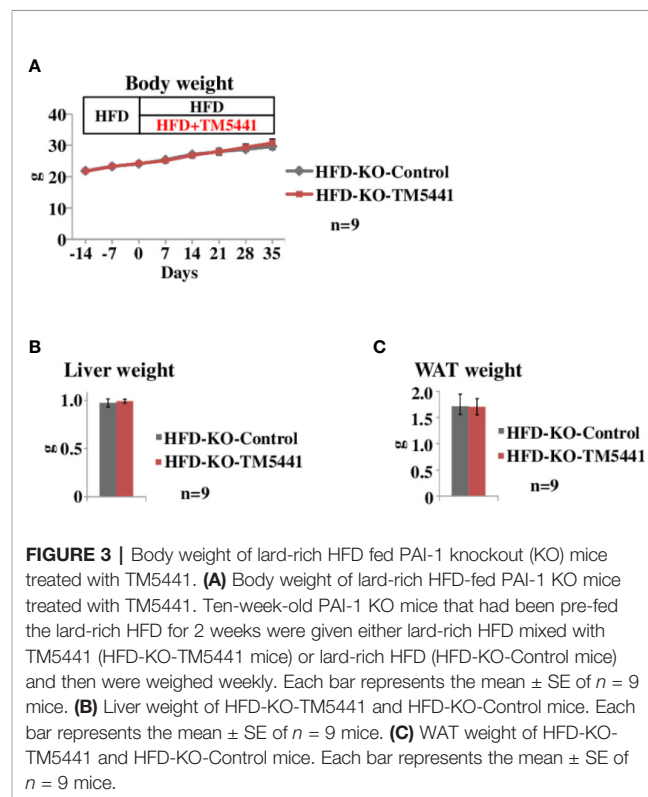 A
Body weight
HFD
HFD
HFD+TM5441
40
30
20
10
0
g
-14 -7 0 7 14 21 28 35
Days
HFD-KO-Control
HFD-KO-TM5441
n=9
B
Liver weight
1.0
0.5
0
g
HFD-KO-Control
HFD-KO-TM5441
n=9
C
WAT weight
2.0
1.5
1.0
0.5
0
g
HFD-KO-Control
HFD-KO-TM5441
n=9
FIGURE 3 | Body weight of lard-rich HFD fed PAI-1 knockout (KO) mice
treated with TM5441. (A) Body weight of lard-rich HFD-fed PAI-1 KO mice
treated with TM5441. Ten-week-old PAI-1 KO mice that had been pre-fed
the lard-rich HFD for 2 weeks were given either lard-rich HFD mixed with
TM5441 (HFD-KO-TM5441 mice) or lard-rich HFD (HFD-KO-Control mice)
and then were weighed weekly. Each bar represents the mean ± SE of n = 9
mice. (B) Liver weight of HFD-KO-TM5441 and HFD-KO-Control mice. Each
bar represents the mean ± SE of n = 9 mice. (C) WAT weight of HFD-KO-
TM5441 and HFD-KO-Control mice. Each bar represents the mean ± SE of
n = 9 mice.